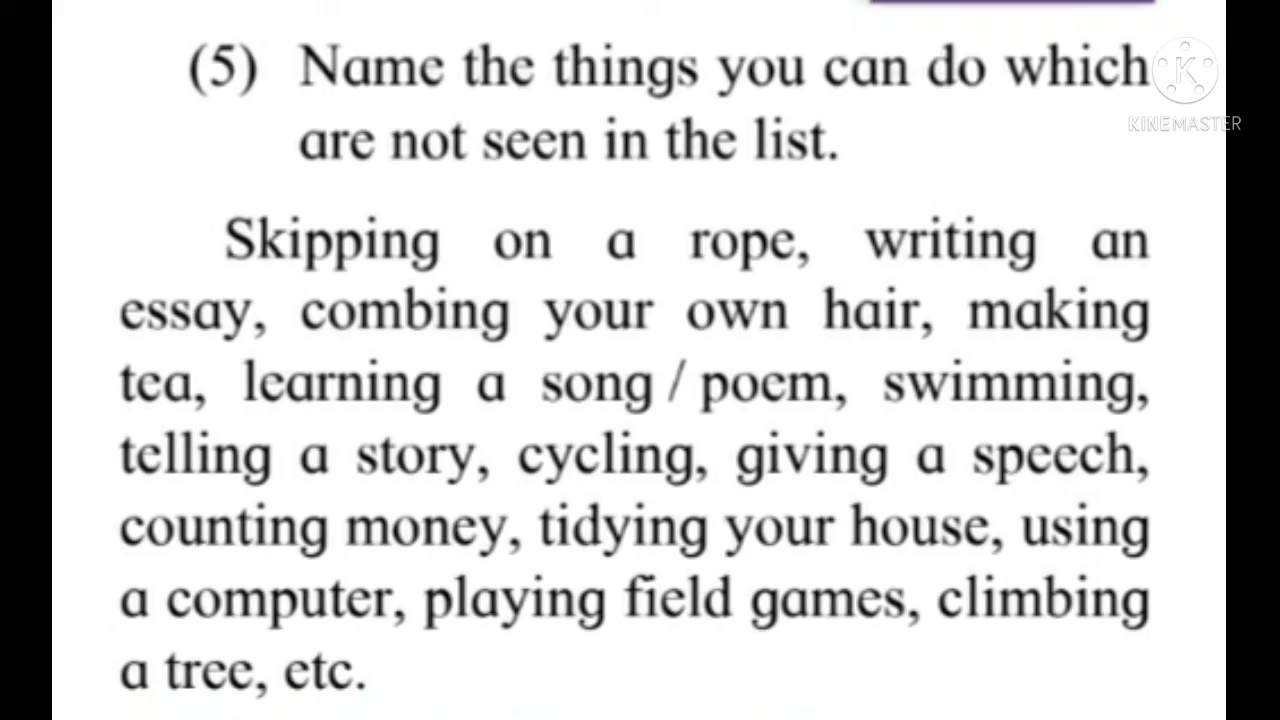 (5) Name the things you can do which
are not seen in the list.
KINEMASTER
Skipping on a rope, writing an
essay, combing your own hair, making
tea, learning a song / poem, swimming,
telling a story, cycling, giving a speech,
counting money, tidying your house, using
a computer, playing field games, climbing
a tree, etc.